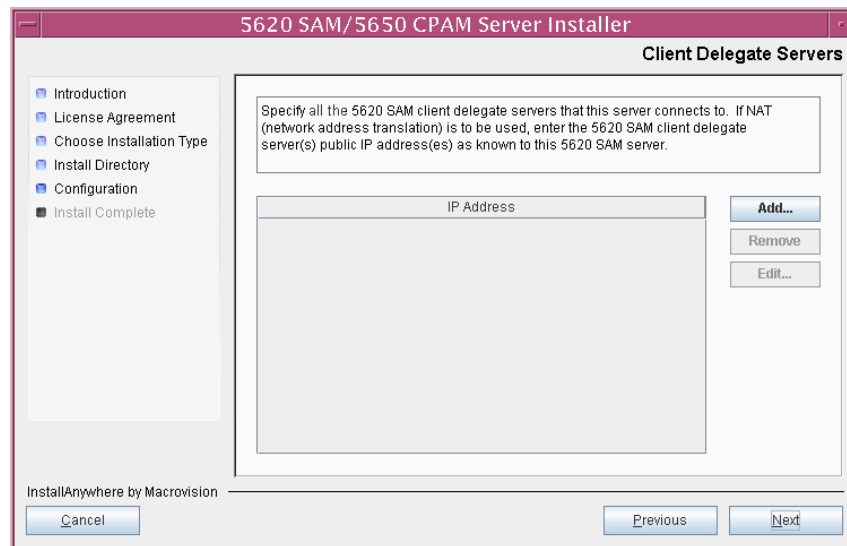 5620 SAM/5650 CPAM Server Installer
Client Delegate Servers
Introduction
License Agreement
Choose Installation Type
Install Directory
Configuration
Install Complete
Specify all the 5620 SAM client delegate servers that this server connects to. If NAT
(network address translation) is to be used, enter the 5620 SAM client delegate
server(s) public IP address(es) as known to this 5620 SAM server.
IP Address
Add...
Remove
Edit...
InstallAnywhere by Macrovision
Cancel
Previous
Next